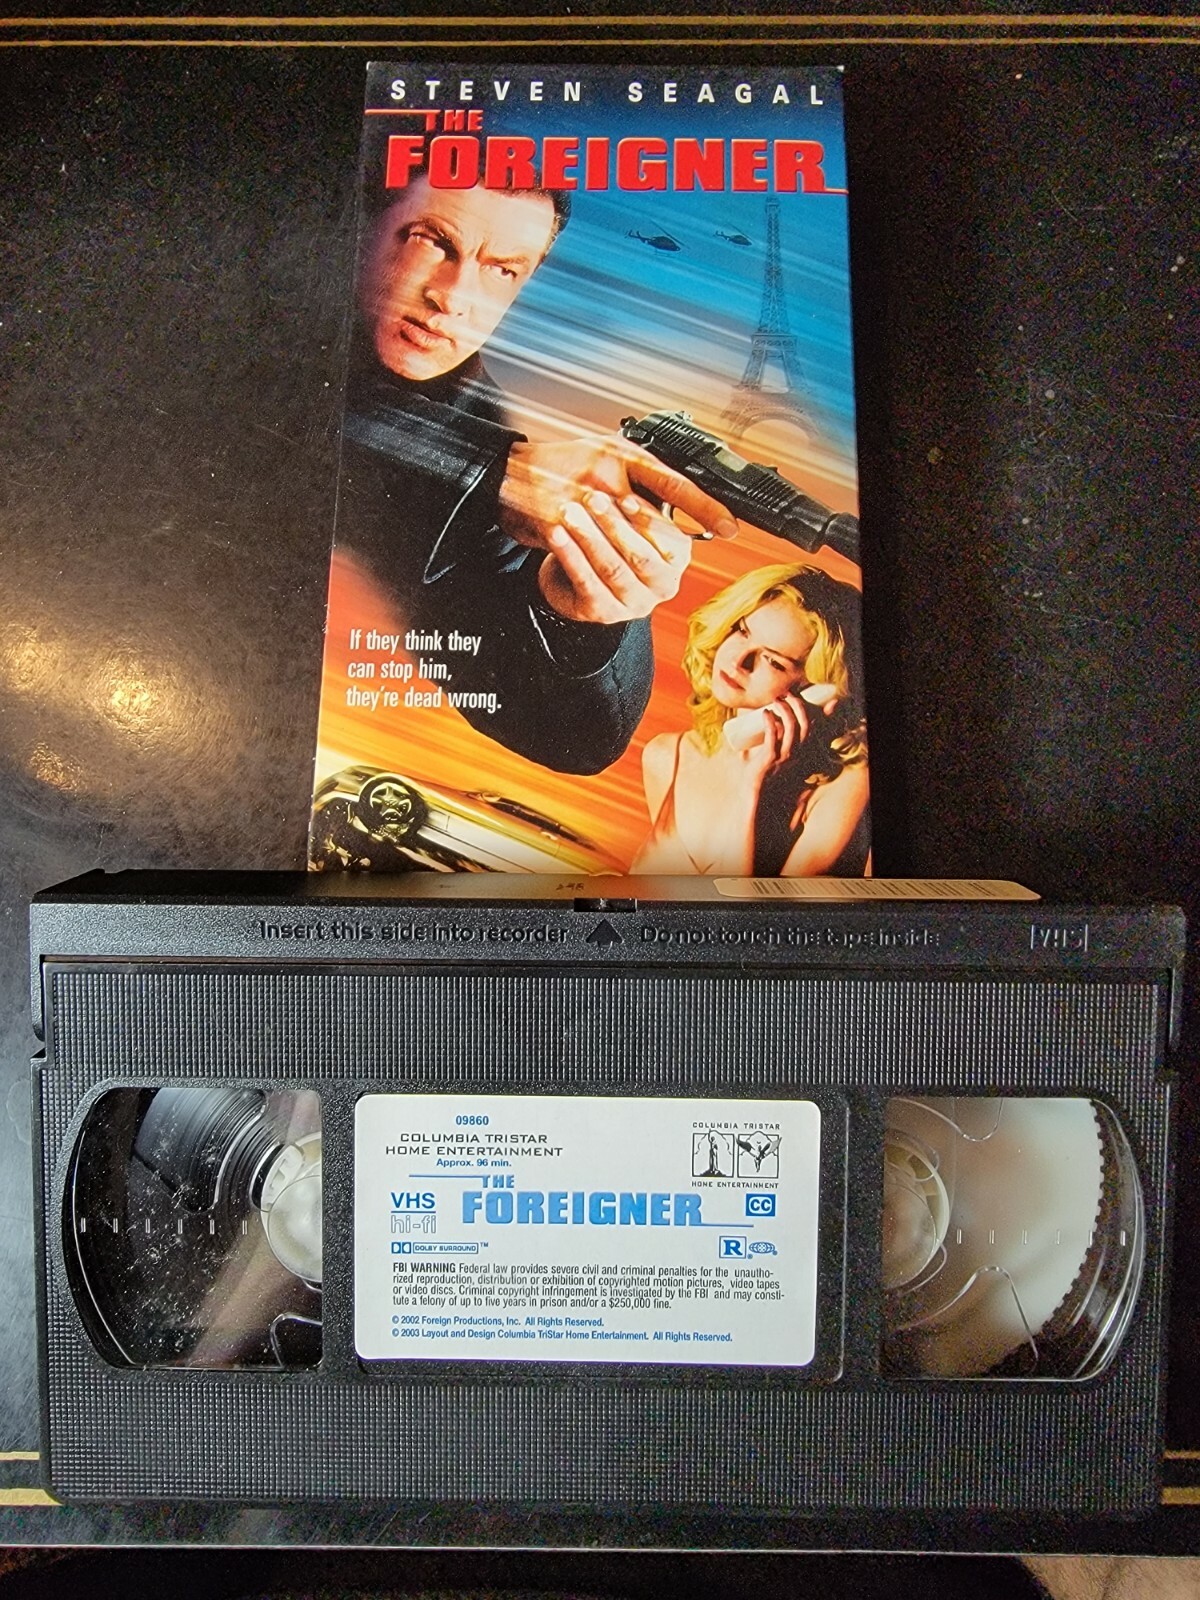 STEVEN SEAGAL
THE
FOREIGNER
If they think they
can stop him,
they're dead wrong.
Insert this side into recorder Do not touch the tape inside VHS
09860
COLUMBIA TRISTAR
HOME ENTERTAINMENT
Approx. 96 min.
COLUMBIA TRISTAR
HOME ENTERTAINMENT
THE
FOREIGNER
VHS
hi-fi
CC
DOLBY SURROUND™
R
FBI WARNING Federal law provides severe civil and criminal penalties for the unautho-
rized reproduction, distribution or exhibition of copyrighted motion pictures, video tapes
or video discs. Criminal copyright infringement is investigated by the FBI and may consti-
tute a felony of up to five years in prison and/or a $250,000 fine.
© 2002 Foreign Productions, Inc. All Rights Reserved.
© 2003 Layout and Design Columbia TriStar Home Entertainment. All Rights Reserved.